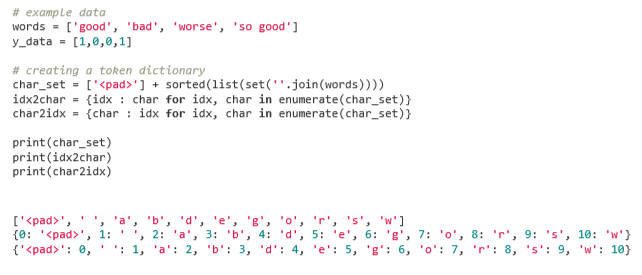 # example data
words = ['good', 'bad', 'worse', 'so good']
y_data = [1,0,0,1]
# creating a token dictionary
char_set = ['<pad>'] + sorted(list(set(''.join(words))))
idx2char = {idx : char for idx, char in enumerate(char_set)}
char2idx = {char : idx for idx, char in enumerate(char_set)}
print(char_set)
print(idx2char)
print(char2idx)
['<pad>', ' ', 'a', 'b', 'd', 'e', 'g', 'o', 'r', 's', 'w']
{0: '<pad>', 1: ' ', 2: 'a', 3: 'b', 4: 'd', 5: 'e', 6: 'g', 7: 'o', 8: 'r', 9: 's', 10: 'w'}
{'<pad>': 0, ' ': 1, 'a': 2, 'b': 3, 'd': 4, 'e': 5, 'g': 6, 'o': 7, 'r': 8, 's': 9, 'w': 10}